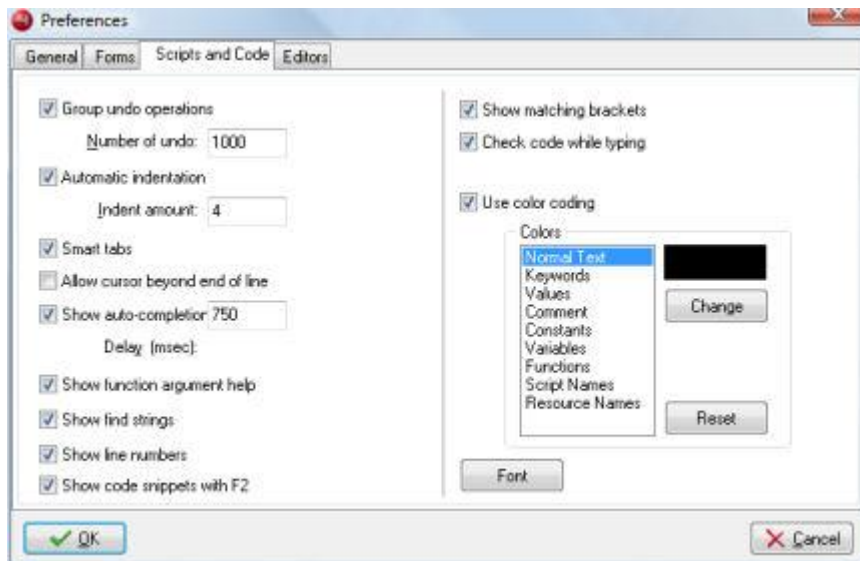 Preferences
General Forms Scripts and Code Editors
Group undo operations
Number of undo: 1000
Automatic indentation
Indent amount: 4
Smart tabs
Allow cursor beyond end of line
Show auto-completion 750
Delay (msec):
Show function argument help
Show find strings
Show line numbers
Show code snippets with F2
Show matching brackets
Check code while typing
Use color coding
Colors
Normal Text
Keywords
Values
Comment
Constants
Variables
Functions
Script Names
Resource Names
Change
Reset
Font
OK
Cancel